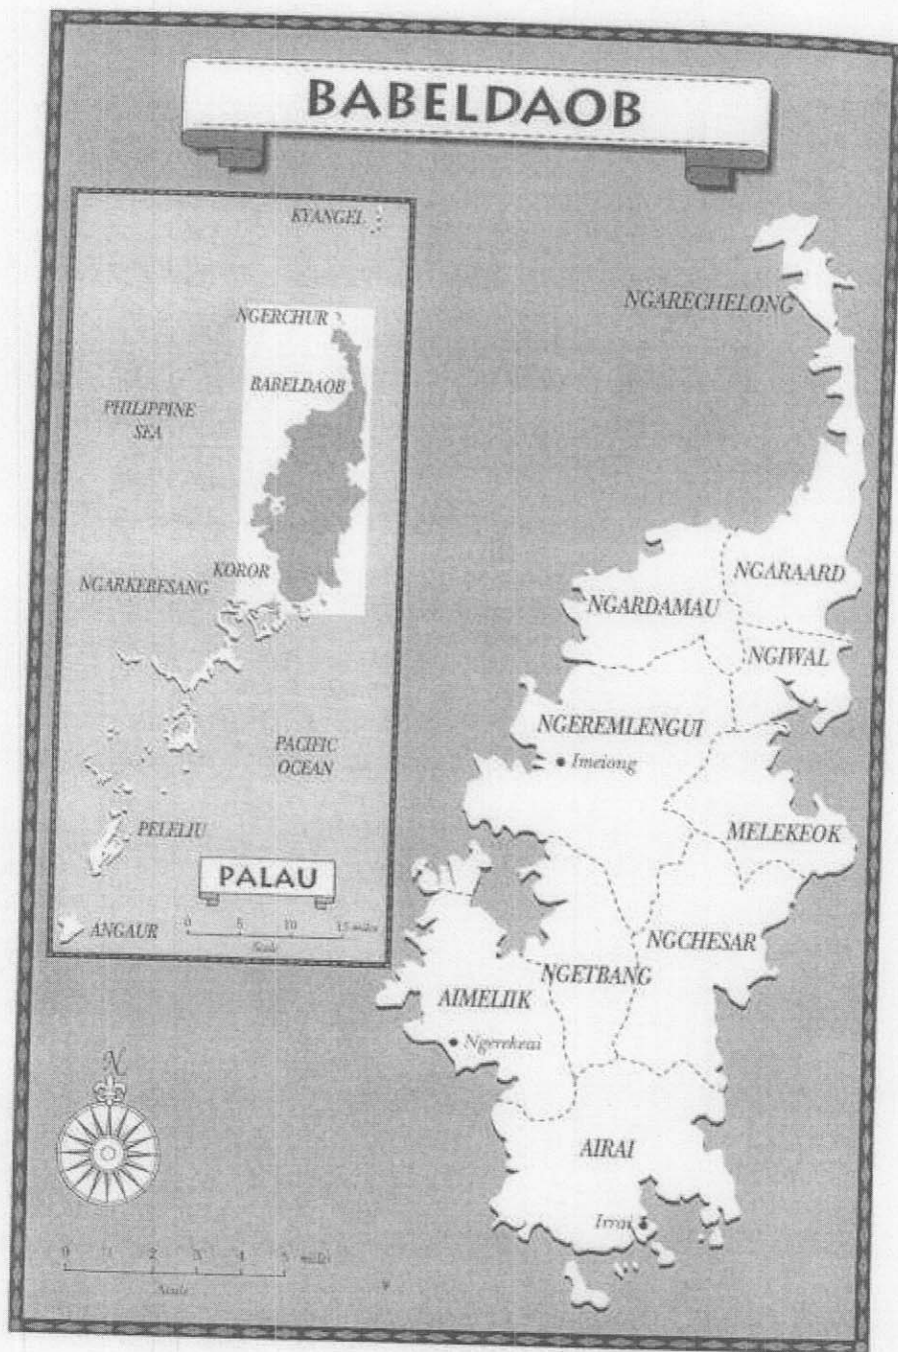 BABELDAOB
KYANGEL
NGERCHUR
BABELDAOB
PHILIPPINE
SEA
KOROR
NGARKEBESANG
PACIFIC
OCEAN
PELELIU
PALAU
0 5 10 15 miles
Scale
ANGAUR
NGARECHELONG
NGARAARD
NGARDAMAU
NGIWAL
NGEREMLENGUI
Imeiong
MELEKEOK
NGCHESAR
NGETBANG
AIMELIIK
Ngerekeai
AIRAI
Irrai
N
0 1 2 3 4 5 miles
Scale